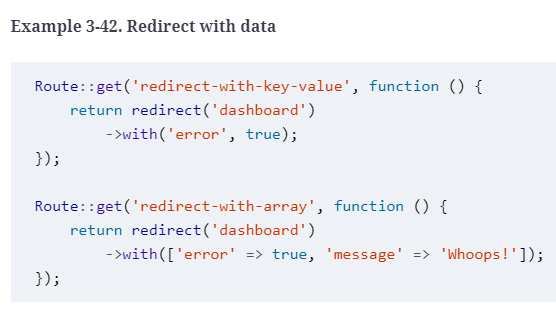 Example 3-42. Redirect with data
Route::get('redirect-with-key-value', function () {
    return redirect('dashboard')
        ->with('error', true);
});
Route::get('redirect-with-array', function () {
    return redirect('dashboard')
        ->with(['error' => true, 'message' => 'Whoops!']);
});